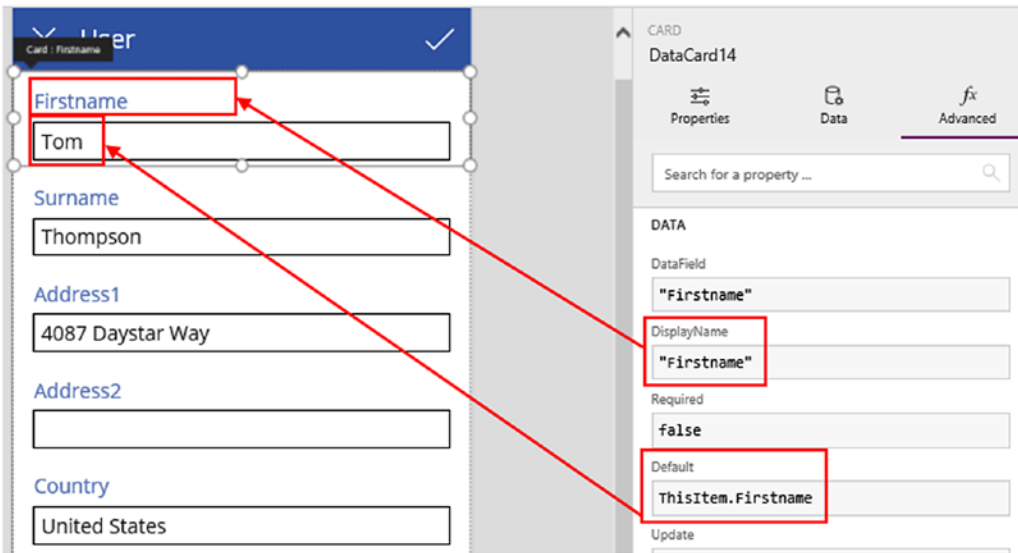 User
Card : Firstname
Firstname
Tom
Surname
Thompson
Address1
4087 Daystar Way
Address2
Country
United States
CARD
DataCard14
Properties
Data
fx
Advanced
Search for a property ...
DATA
DataField
"Firstname"
DisplayName
"Firstname"
Required
false
Default
ThisItem.Firstname
Update